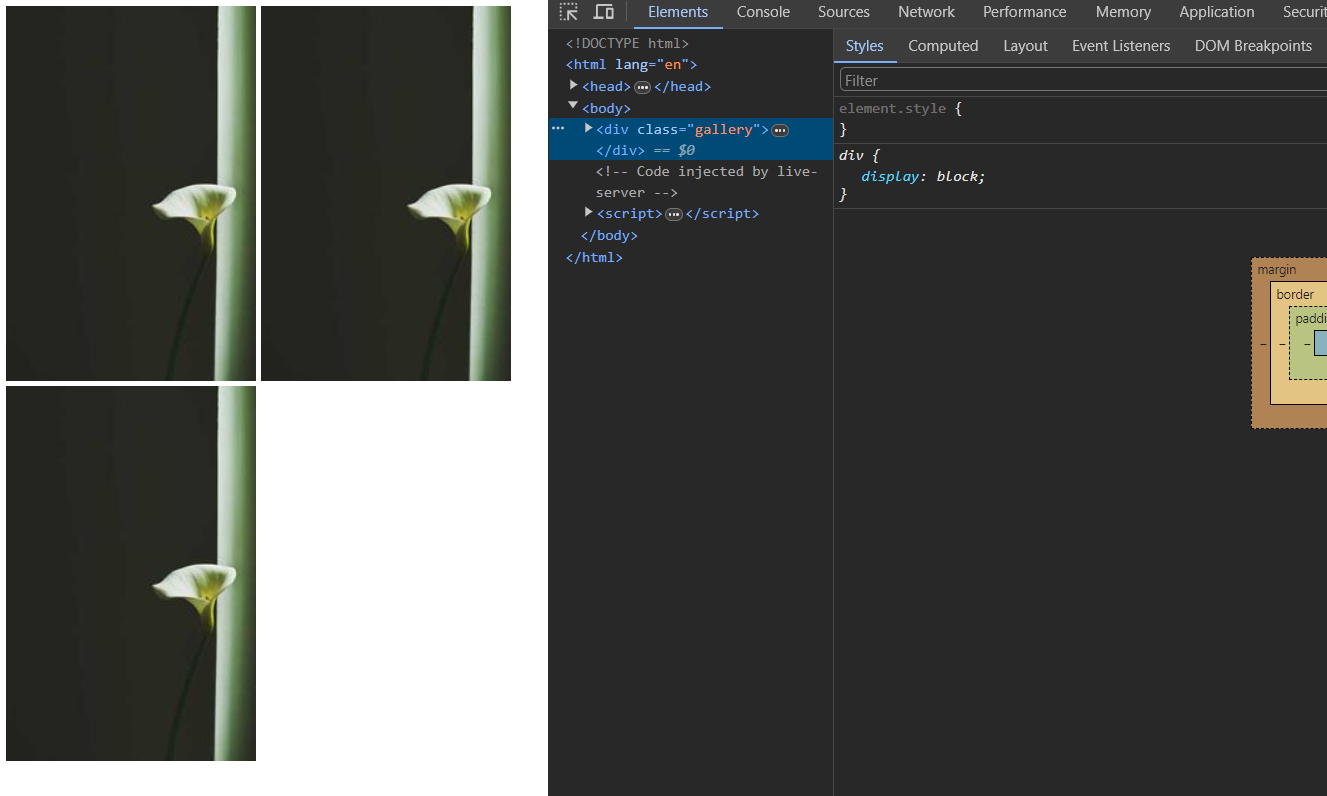 Elements Console Sources Network Performance Memory Application Securit
<!DOCTYPE html>
<html lang="en">
<head> ••• </head>
<body>
••• <div class="gallery"> •••
</div> == $0
<!-- Code injected by live-
server -->
<script> ••• </script>
</body>
</html>
Styles Computed Layout Event Listeners DOM Breakpoints
Filter
element.style {
}
div {
display: block;
}
margin
border
paddi
– – –